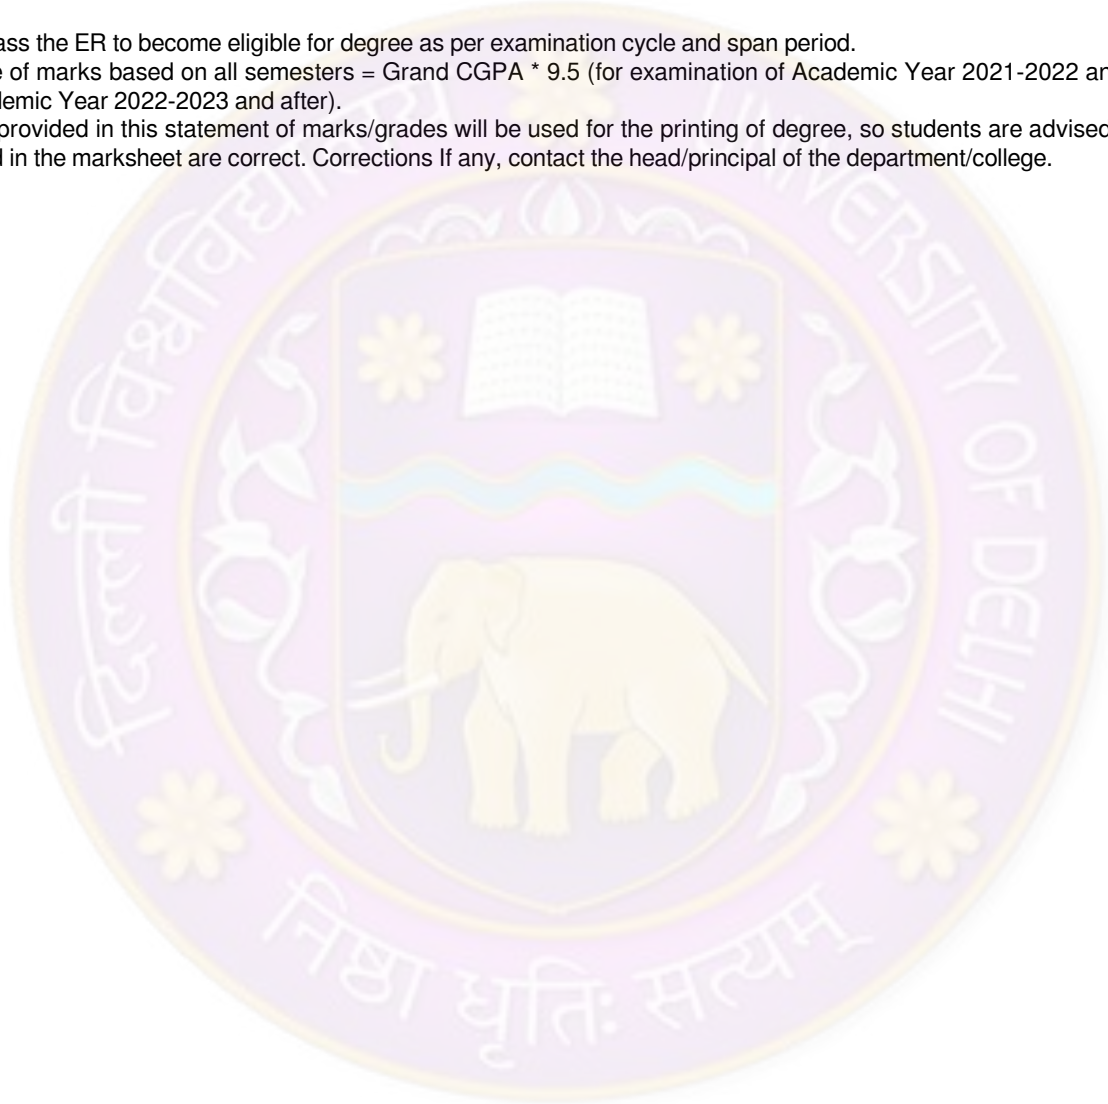 ass the ER to become eligible for degree as per examination cycle and span period.
e of marks based on all semesters = Grand CGPA * 9.5 (for examination of Academic Year 2021-2022 an
lemic Year 2022-2023 and after).
provided in this statement of marks/grades will be used for the printing of degree, so students are advised
l in the marksheet are correct. Corrections If any, contact the head/principal of the department/college.
दिल्ली विश्वविद्यालय
UNIVERSITY OF DELHI
निष्ठा धृतिः सत्यम्